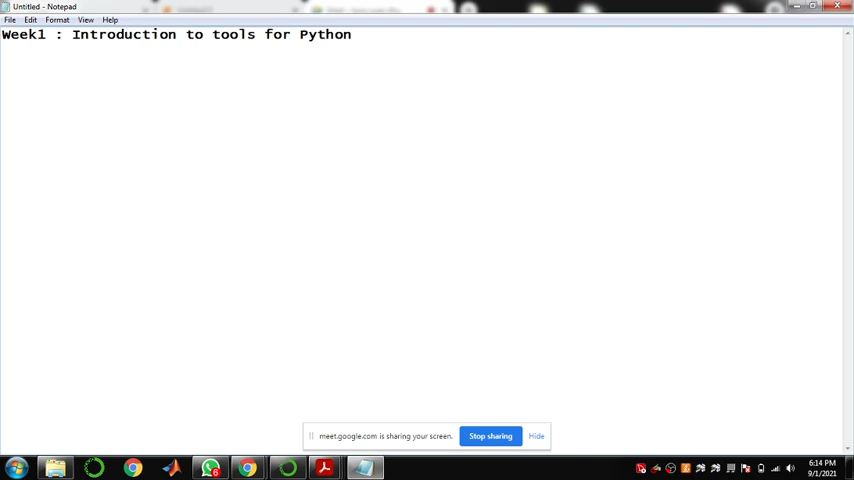 Untitled - Notepad
File Edit Format View Help
Week1 : Introduction to tools for Python
meet.google.com is sharing your screen. Stop sharing Hide
6
6:14 PM
9/1/2021